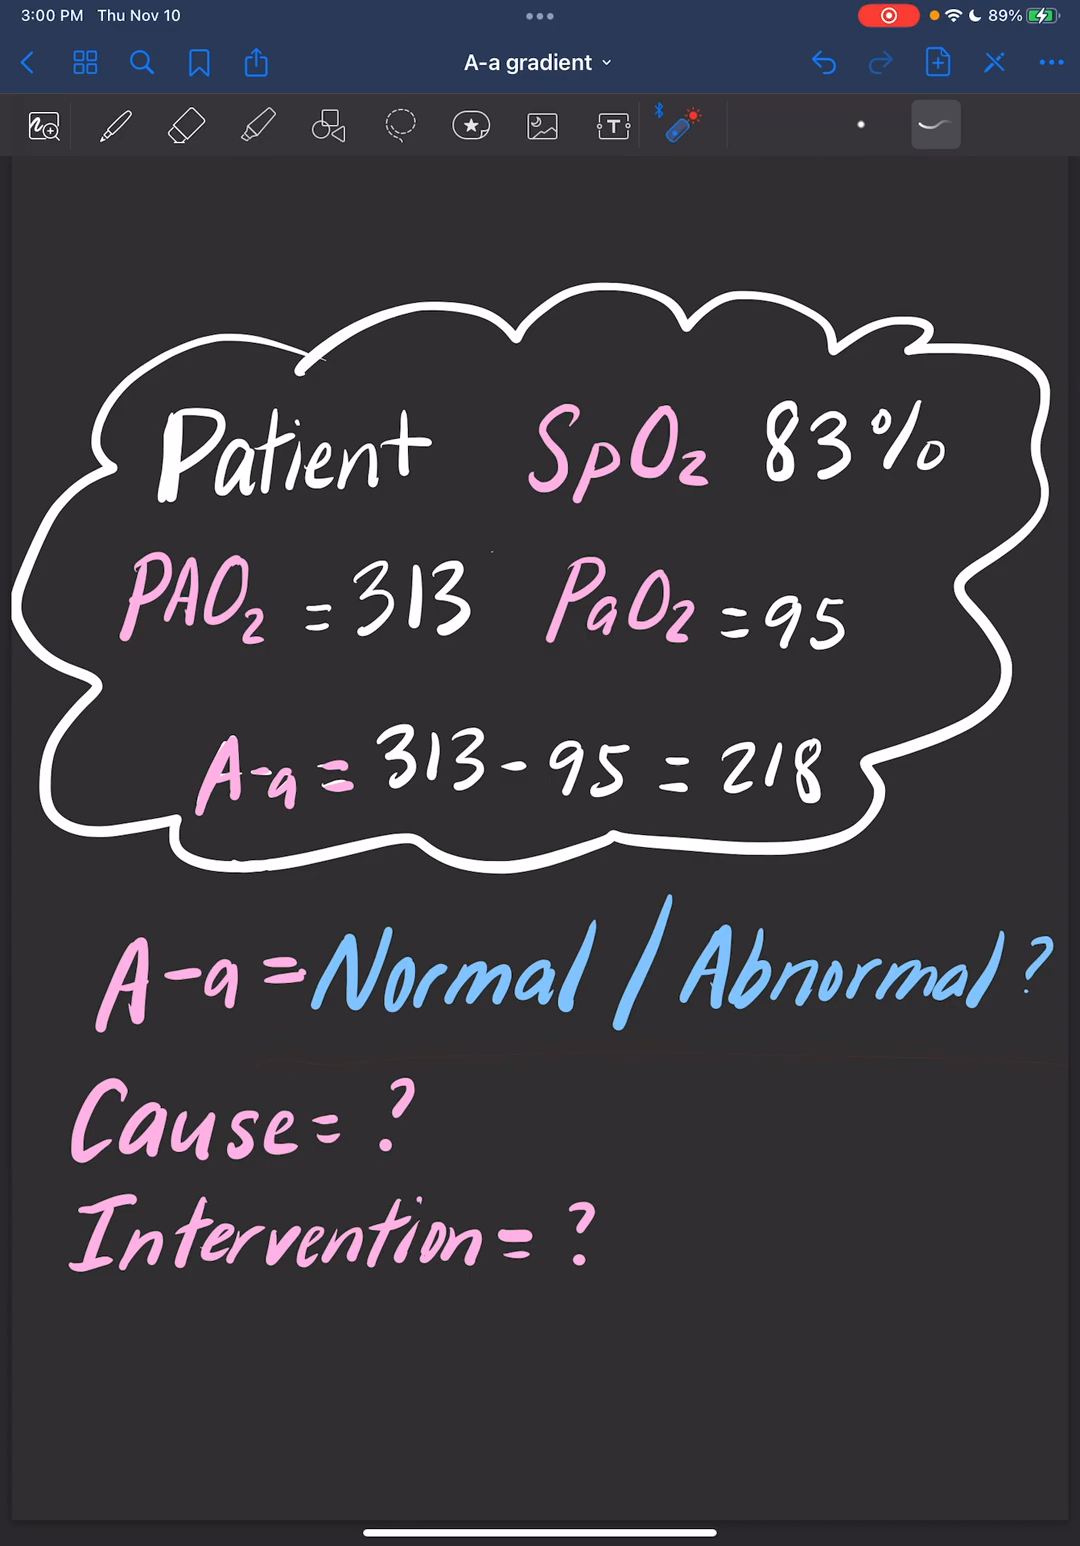 3:00 PM Thu Nov 10
89%
A-a gradient
T
Patient SpO₂ 83%
PAO₂ = 313 PaO₂ = 95
A-a = 313 - 95 = 218
A-a = Normal / Abnormal?
Cause = ?
Intervention = ?